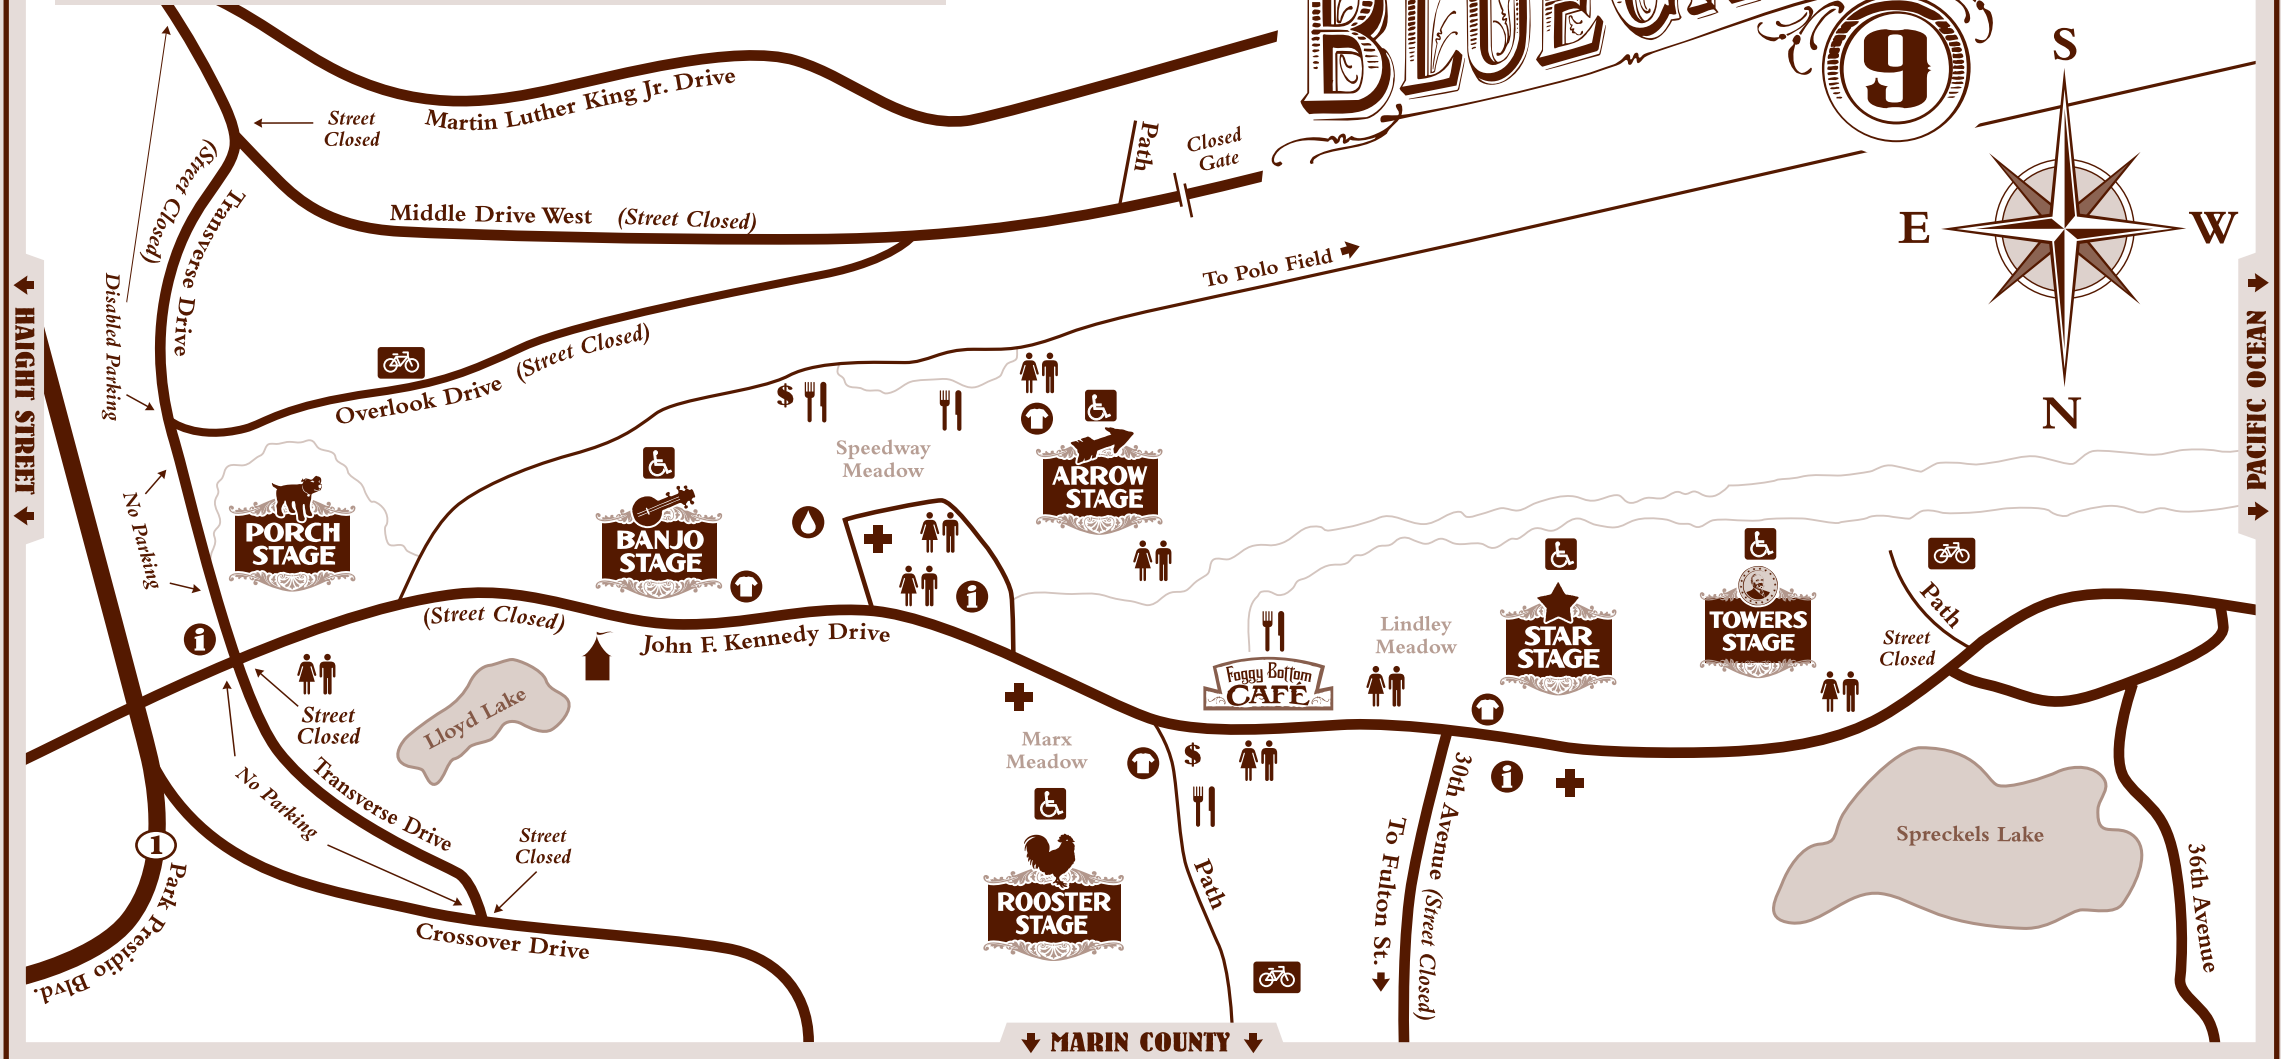 BLUEG
9
S
E
W
N
Martin Luther King Jr. Drive
Street
Closed
Path
Closed
Gate
(Street Closed)
Transverse Drive
Middle Drive West (Street Closed)
To Polo Field
Disabled Parking
HAIGHT STREET
PACIFIC OCEAN
Overlook Drive (Street Closed)
$
Speedway
Meadow
ARROW
STAGE
No Parking
PORCH
STAGE
BANJO
STAGE
i
i
(Street Closed)
John F. Kennedy Drive
Lindley
Meadow
STAR
STAGE
TOWERS
STAGE
Path
Street
Closed
Foggy Bottom
CAFÉ
Street
Closed
Lloyd Lake
Marx
Meadow
$
i
No Parking
Transverse Drive
Street
Closed
30th Avenue (Street Closed)
To Fulton St.
Spreckels Lake
36th Avenue
1
Park Presidio Blvd.
Path
ROOSTER
STAGE
Crossover Drive
MARIN COUNTY